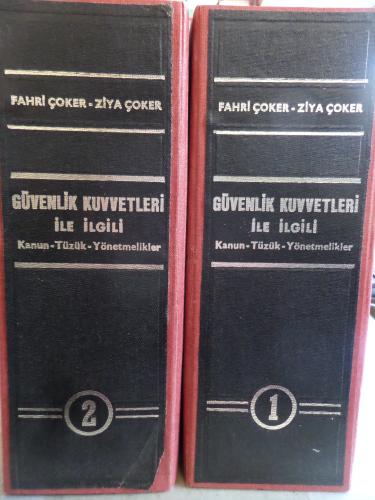 FAHRİ ÇOKER - ZİYA ÇOKER
GÜVENLİK KUVVETLERİ
İLE İLGİLİ
Kanun - Tüzük - Yönetmelikler
2
FAHRİ ÇOKER - ZİYA ÇOKER
GÜVENLİK KUVVETLERİ
İLE İLGİLİ
Kanun - Tüzük - Yönetmelikler
1